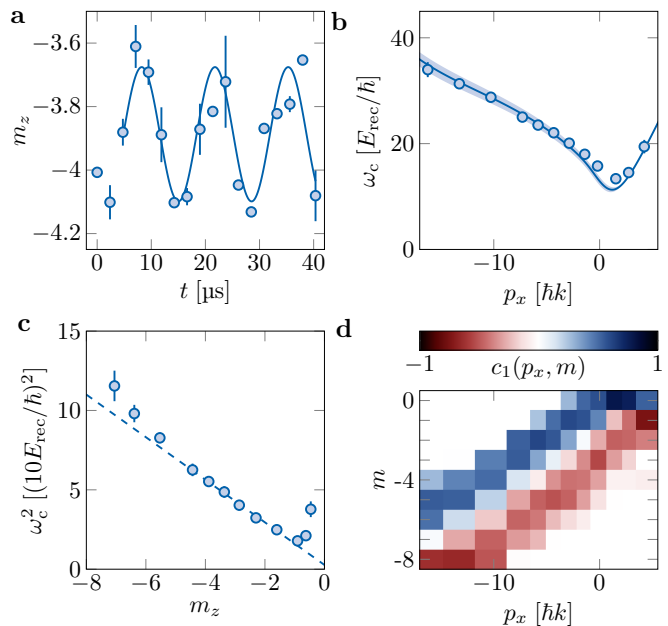 a
−3.6
−3.8
−4
−4.2
m_z
0
10
20
30
40
t [µs]
b
40
20
0
ω_c [E_rec/ℏ]
−10
0
p_x [ℏk]
c
15
10
5
0
ω_c^2 [(10E_rec/ℏ)^2]
−8
−6
−4
−2
0
m_z
d
−1
1
c_1(p_x, m)
0
-4
-8
m
−10
0
p_x [ℏk]